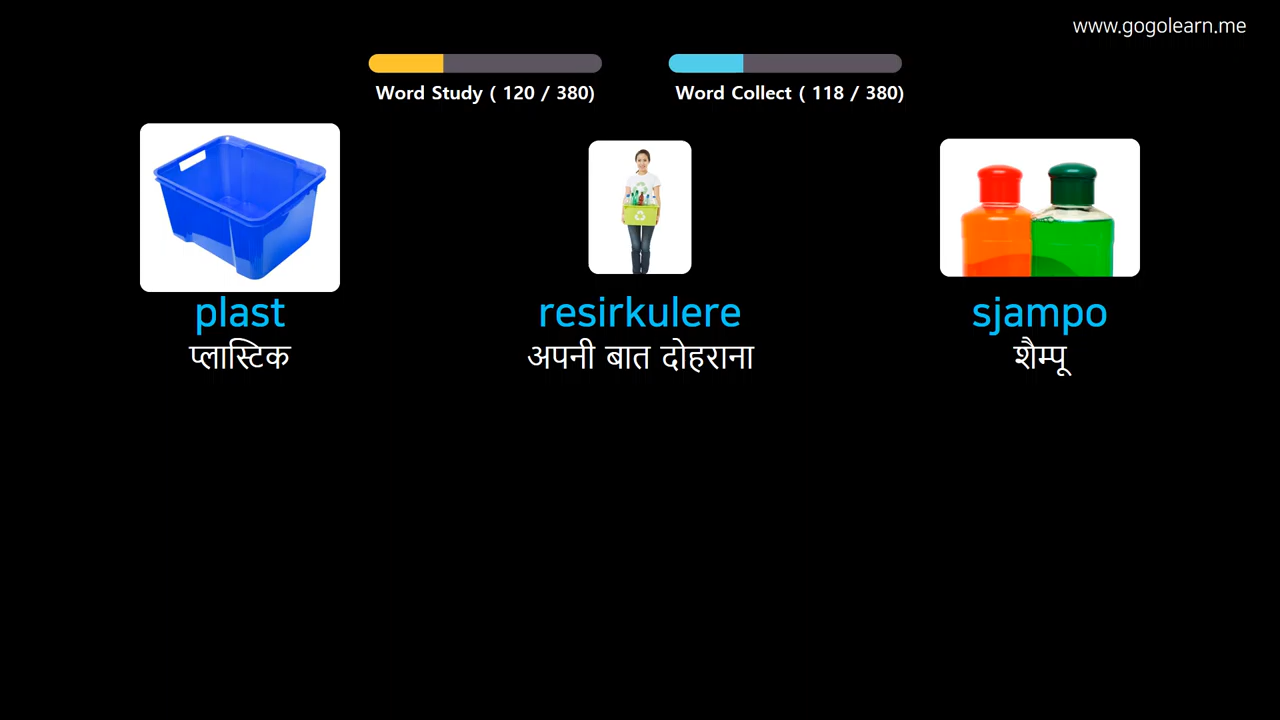 www.gogolearn.me
Word Study ( 120 / 380)
Word Collect ( 118 / 380)
plast
प्लास्टिक
resirkulere
अपनी बात दोहराना
sjampo
शैम्पू